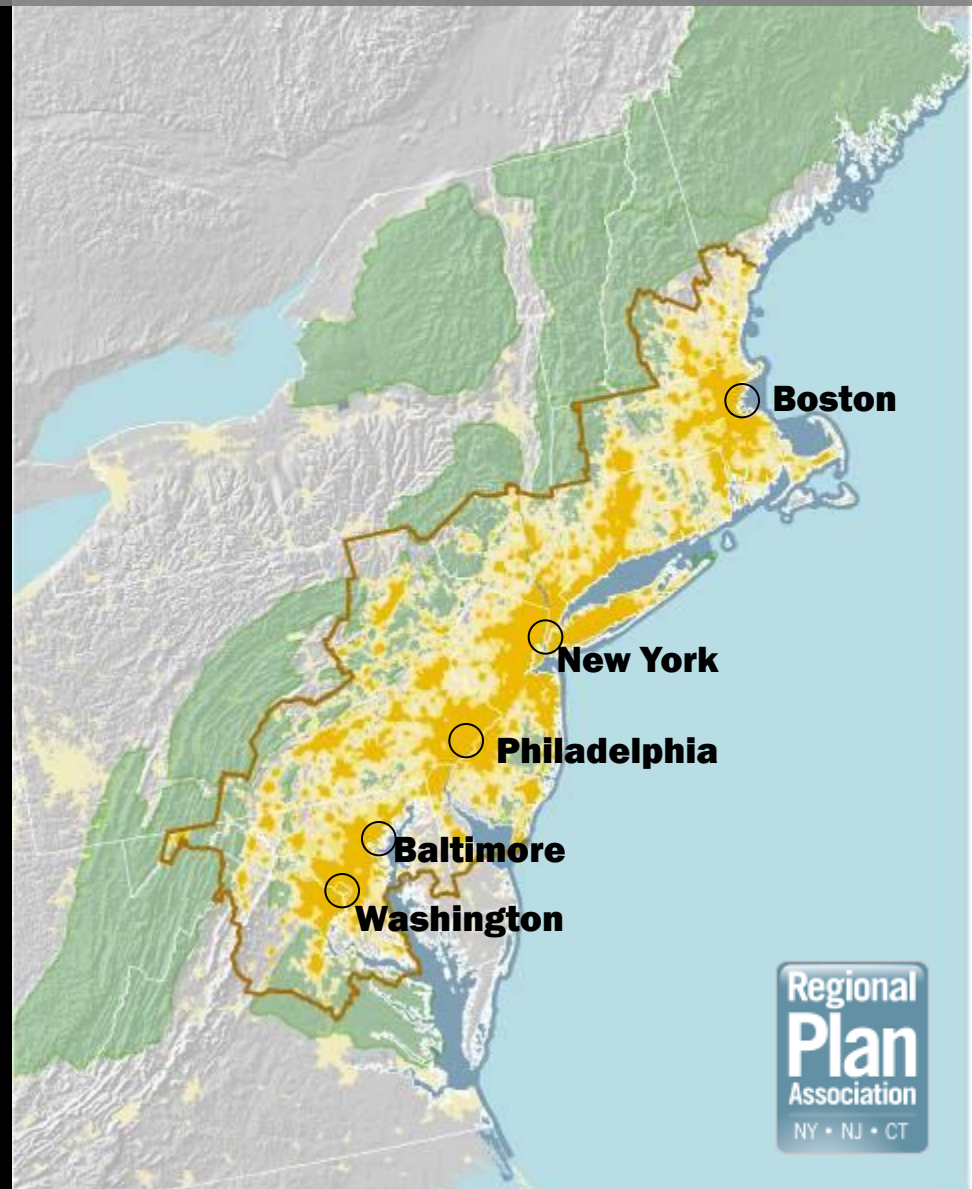 Boston
New York
Philadelphia
Baltimore
Washington
Regional
Plan
Association
NY • NJ • CT